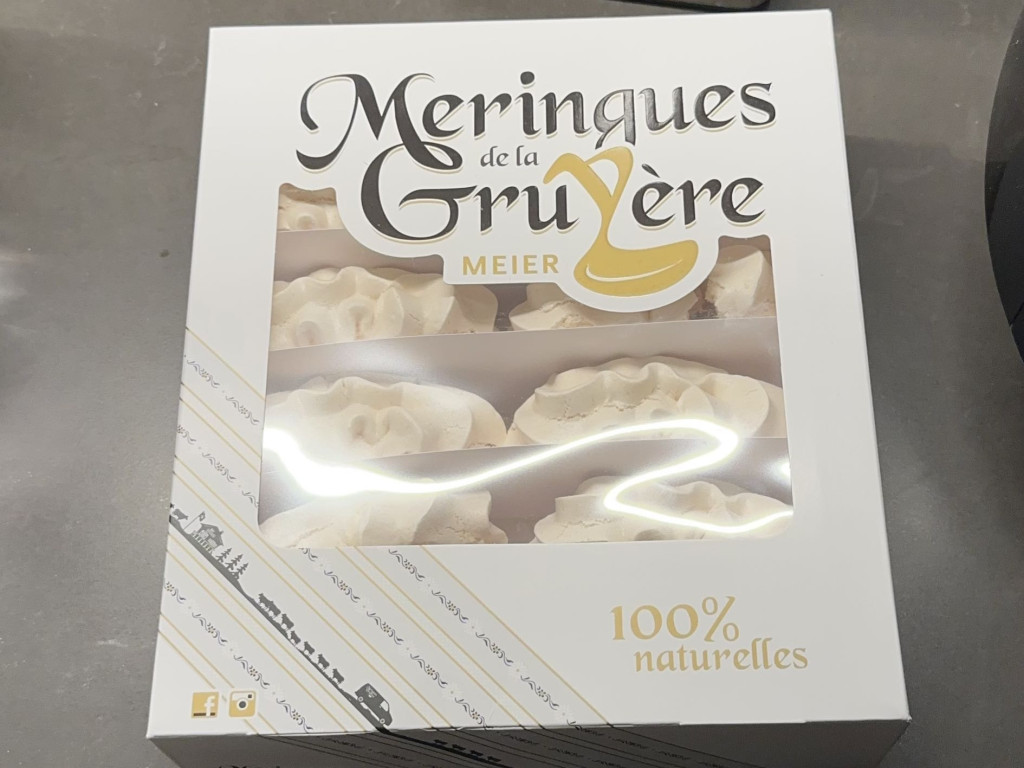 Meringues
de la
Gruyère
MEIER
100%
naturelles